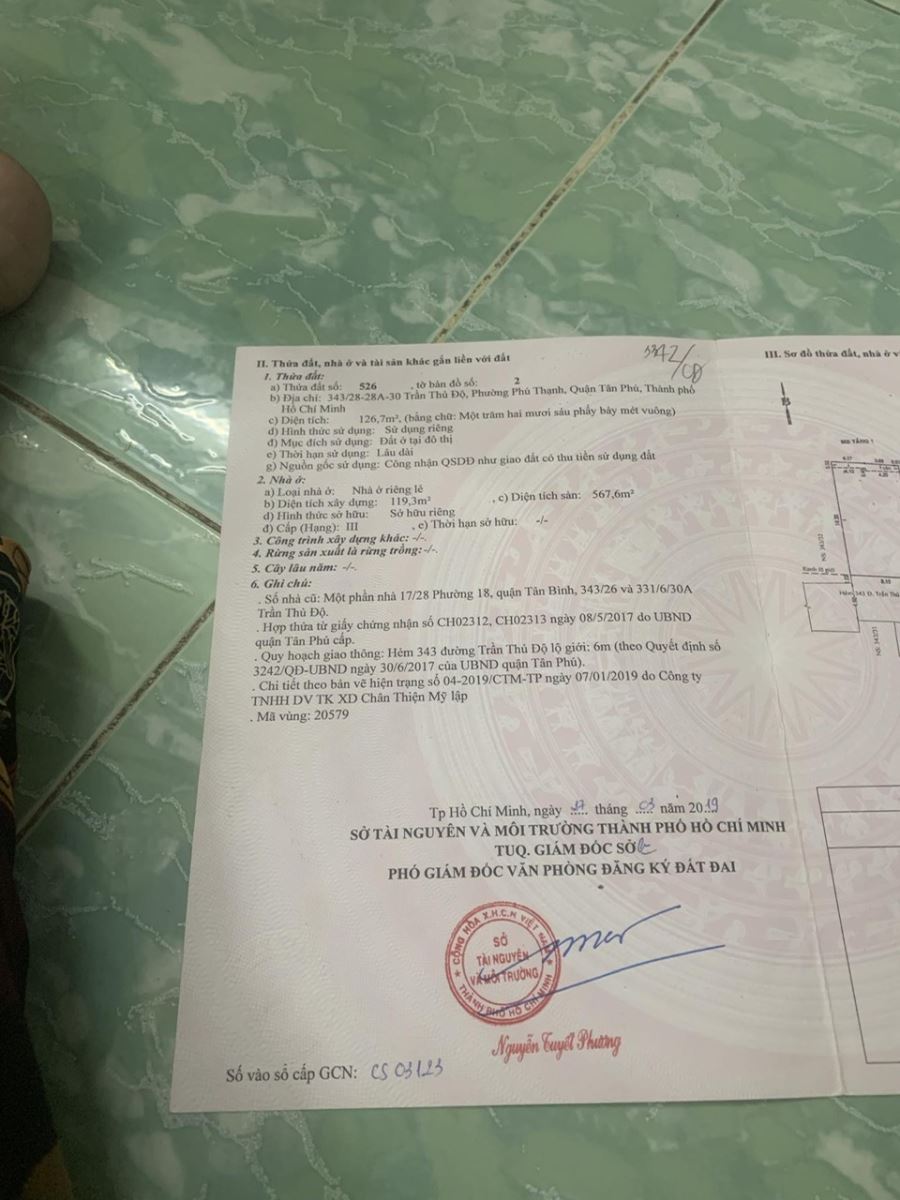 3342/CĐ
II. Thửa đất, nhà ở và tài sản khác gắn liền với đất
1. Thửa đất:
a) Thửa đất số: 526 , tờ bản đồ số: 2
b) Địa chỉ: 343/28-28A-30 Trần Thủ Độ, Phường Phú Thạnh, Quận Tân Phú, Thành phố
Hồ Chí Minh
c) Diện tích: 126,7m², (bằng chữ: Một trăm hai mươi sáu phẩy bảy mét vuông)
d) Hình thức sử dụng: Sử dụng riêng
đ) Mục đích sử dụng: Đất ở tại đô thị
e) Thời hạn sử dụng: Lâu dài
g) Nguồn gốc sử dụng: Công nhận QSDĐ như giao đất có thu tiền sử dụng đất
2. Nhà ở:
a) Loại nhà ở: Nhà ở riêng lẻ
b) Diện tích xây dựng: 119,3m² , c) Diện tích sàn: 567,6m²
d) Hình thức sở hữu: Sở hữu riêng
đ) Cấp (Hạng): III , e) Thời hạn sở hữu: -/-
3. Công trình xây dựng khác: -/-.
4. Rừng sản xuất là rừng trồng:-/-.
5. Cây lâu năm: -/-.
6. Ghi chú:
. Số nhà cũ: Một phần nhà 17/28 Phường 18, quận Tân Bình, 343/26 và 331/6/30A
Trần Thủ Độ.
. Hợp thửa từ giấy chứng nhận số CH02312, CH02313 ngày 08/5/2017 do UBND
quận Tân Phú cấp.
. Quy hoạch giao thông: Hẻm 343 đường Trần Thủ Độ lộ giới: 6m (theo Quyết định số
3242/QĐ-UBND ngày 30/6/2017 của UBND quận Tân Phú).
. Chi tiết theo bản vẽ hiện trạng số 04-2019/CTM-TP ngày 07/01/2019 do Công ty
TNHH DV TK XD Chân Thiện Mỹ lập
. Mã vùng: 20579
Tp Hồ Chí Minh, ngày 27 tháng 03 năm 2019
SỞ TÀI NGUYÊN VÀ MÔI TRƯỜNG THÀNH PHỐ HỒ CHÍ MINH
TUQ. GIÁM ĐỐC SỞ
PHÓ GIÁM ĐỐC VĂN PHÒNG ĐĂNG KÝ ĐẤT ĐAI
CỘNG HÒA X.H.C.N VIỆT NAM
SỞ
TÀI NGUYÊN
VÀ MÔI TRƯỜNG
THÀNH PHỐ HỒ CHÍ MINH
Nguyễn Tuyết Phương
Số vào sổ cấp GCN: CS 03123
III. Sơ đồ thửa đất, nhà ở v
B
MB TẦNG 1
Số: 343/32
Ranh lộ giới
8.10
Hẻm 343 Đ. Trần Thủ
Số: 343/31